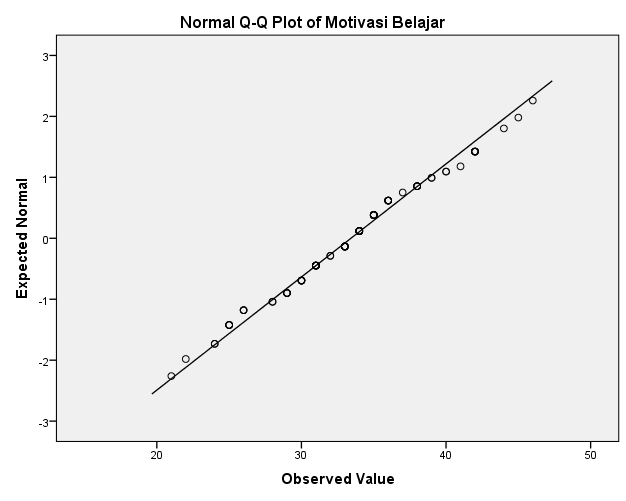 Normal Q-Q Plot of Motivasi Belajar
3
2
1
0
-1
-2
-3
Expected Normal
20 30 40 50
Observed Value